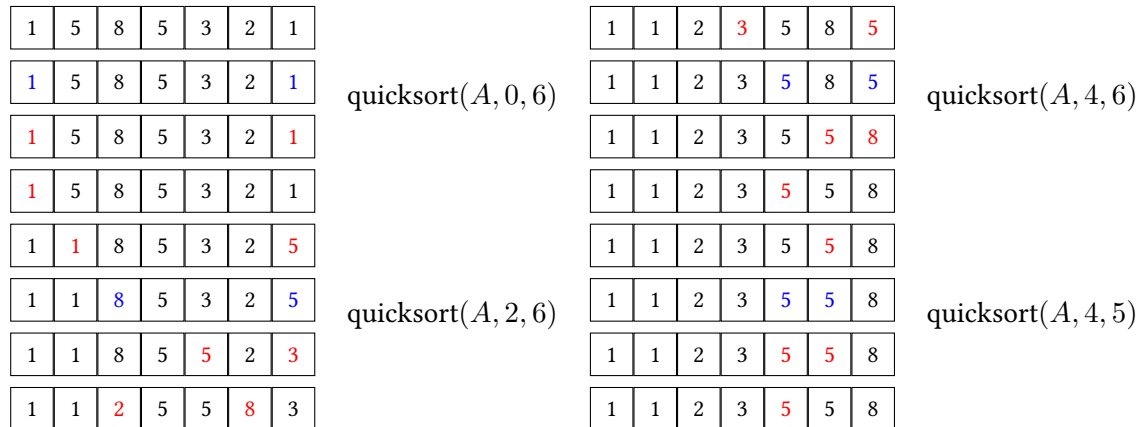 1 5 8 5 3 2 1
1 5 8 5 3 2 1 quicksort(A, 0, 6)
1 5 8 5 3 2 1
1 5 8 5 3 2 1
1 1 8 5 3 2 5
1 1 8 5 3 2 5 quicksort(A, 2, 6)
1 1 8 5 5 2 3
1 1 2 5 5 8 3
1 1 2 3 5 8 5
1 1 2 3 5 8 5 quicksort(A, 4, 6)
1 1 2 3 5 5 8
1 1 2 3 5 5 8
1 1 2 3 5 5 8
1 1 2 3 5 5 8 quicksort(A, 4, 5)
1 1 2 3 5 5 8
1 1 2 3 5 5 8